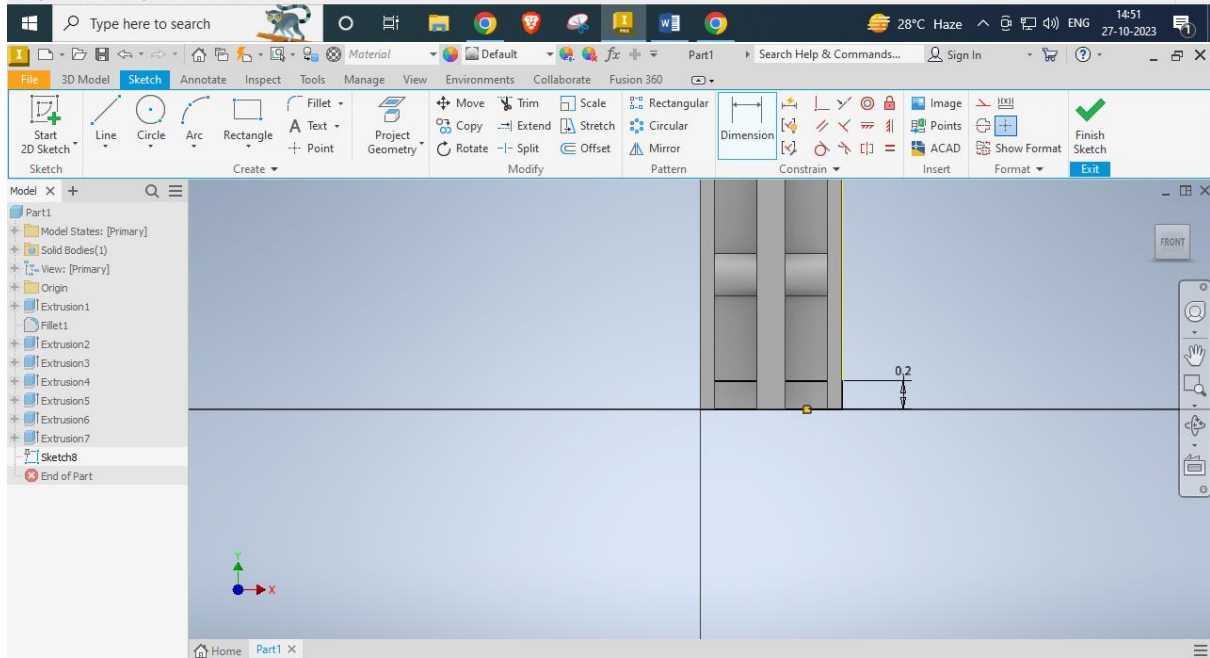 Type here to search
28°C Haze
ENG
14:51
27-10-2023
Material
Default
fx
Part1
Search Help & Commands...
Sign In
File 3D Model Sketch Annotate Inspect Tools Manage View Environments Collaborate Fusion 360
Start
2D Sketch
Line
Circle
Arc
Rectangle
Fillet
Text
Point
Project
Geometry
Move Trim Scale
Copy Extend Stretch
Rotate Split Offset
Rectangular
Circular
Mirror
Dimension
Image
Points
ACAD
Show Format
Finish
Sketch
Sketch Create Modify Pattern Constrain Insert Format Exit
Model
Part1
Model States: [Primary]
Solid Bodies(1)
View: [Primary]
Origin
Extrusion1
Fillet1
Extrusion2
Extrusion3
Extrusion4
Extrusion5
Extrusion6
Extrusion7
Sketch8
End of Part
FRONT
0,2
Y
X
Home Part1